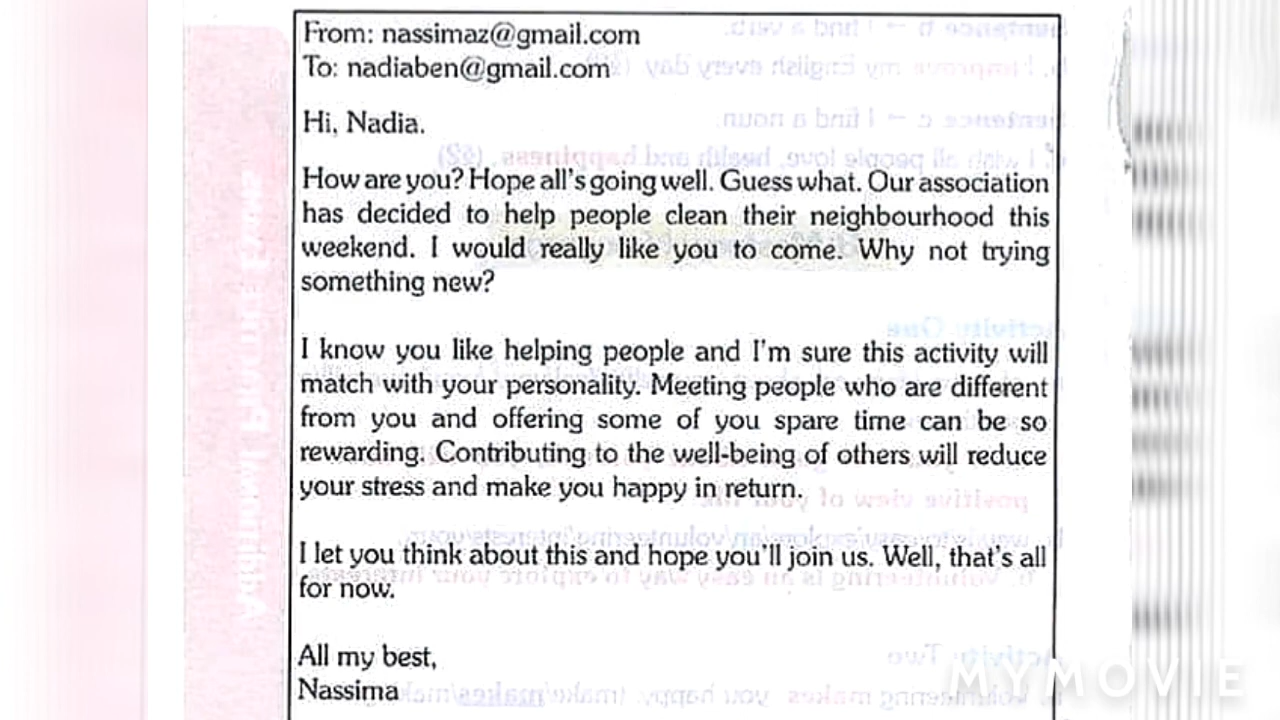 From: nassimaz@gmail.com
To: nadiaben@gmail.com
Hi, Nadia.
How are you? Hope all's going well. Guess what. Our association
has decided to help people clean their neighbourhood this
weekend. I would really like you to come. Why not trying
something new?
I know you like helping people and I'm sure this activity will
match with your personality. Meeting people who are different
from you and offering some of you spare time can be so
rewarding. Contributing to the well-being of others will reduce
your stress and make you happy in return.
I let you think about this and hope you'll join us. Well, that's all
for now.
All my best,
Nassima
MYMOVIE